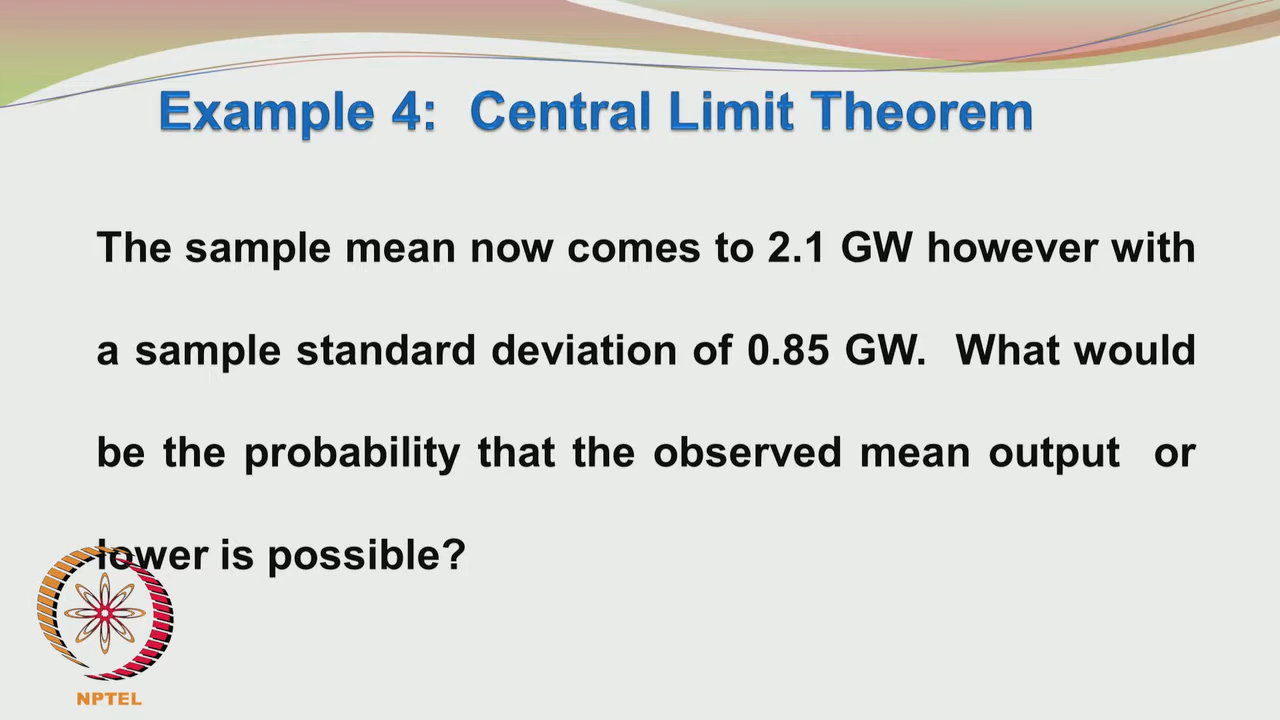 Example 4: Central Limit Theorem
The sample mean now comes to 2.1 GW however with
a sample standard deviation of 0.85 GW. What would
be the probability that the observed mean output or
lower is possible?
NPTEL